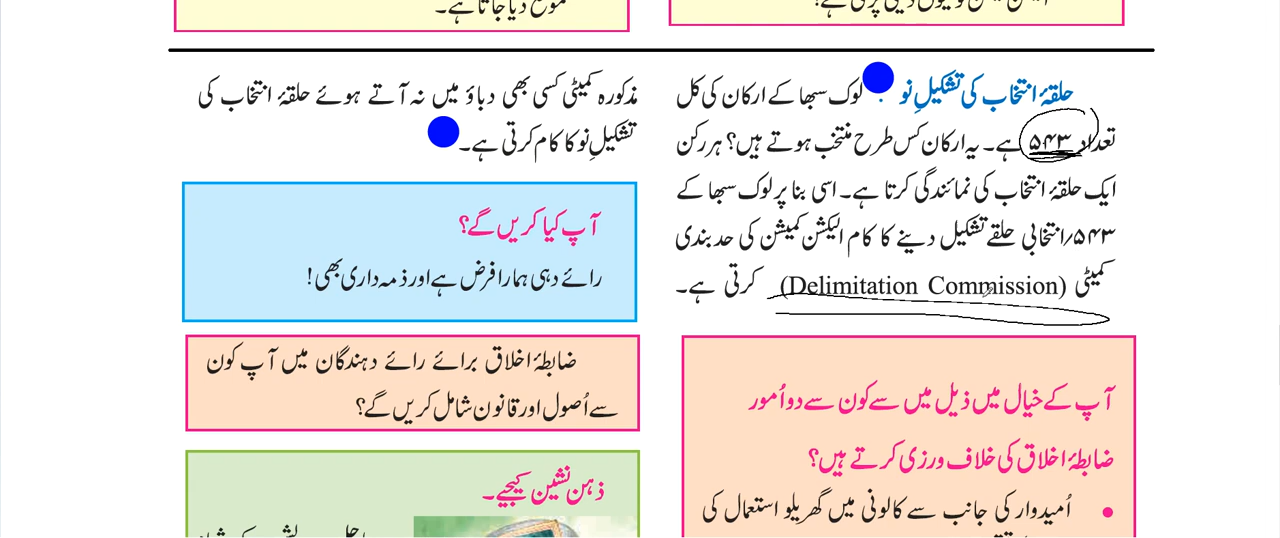 حلقۂ انتخاب کی تشکیلِ نو : لوک سبھا کے ارکان کی کل
تعداد ۵۴۳ ہے۔ یہ ارکان کس طرح منتخب ہوتے ہیں؟ ہر رکن
ایک حلقۂ انتخاب کی نمائندگی کرتا ہے۔ اسی بنا پر لوک سبھا کے
۵۴۳؍انتخابی حلقے تشکیل دینے کا کام الیکشن کمیشن کی حد بندی
کمیٹی (Delimitation Commission) کرتی ہے۔
آپ کے خیال میں ذیل میں سے کون سے دو اُمور
ضابطۂ اخلاق کی خلاف ورزی کرتے ہیں؟
• اُمیدوار کی جانب سے کالونی میں گھریلو استعمال کی
موقع دیا جاتا ہے۔
مذکورہ کمیٹی کسی بھی دباؤ میں نہ آتے ہوئے حلقۂ انتخاب کی
تشکیلِ نو کا کام کرتی ہے۔
آپ کیا کریں گے؟
رائے دہی ہمارا فرض ہے اور ذمہ داری بھی!
ضابطۂ اخلاق برائے رائے دہندگان میں آپ کون
سے اُصول اور قانون شامل کریں گے؟
ذہن نشین کیجیے۔